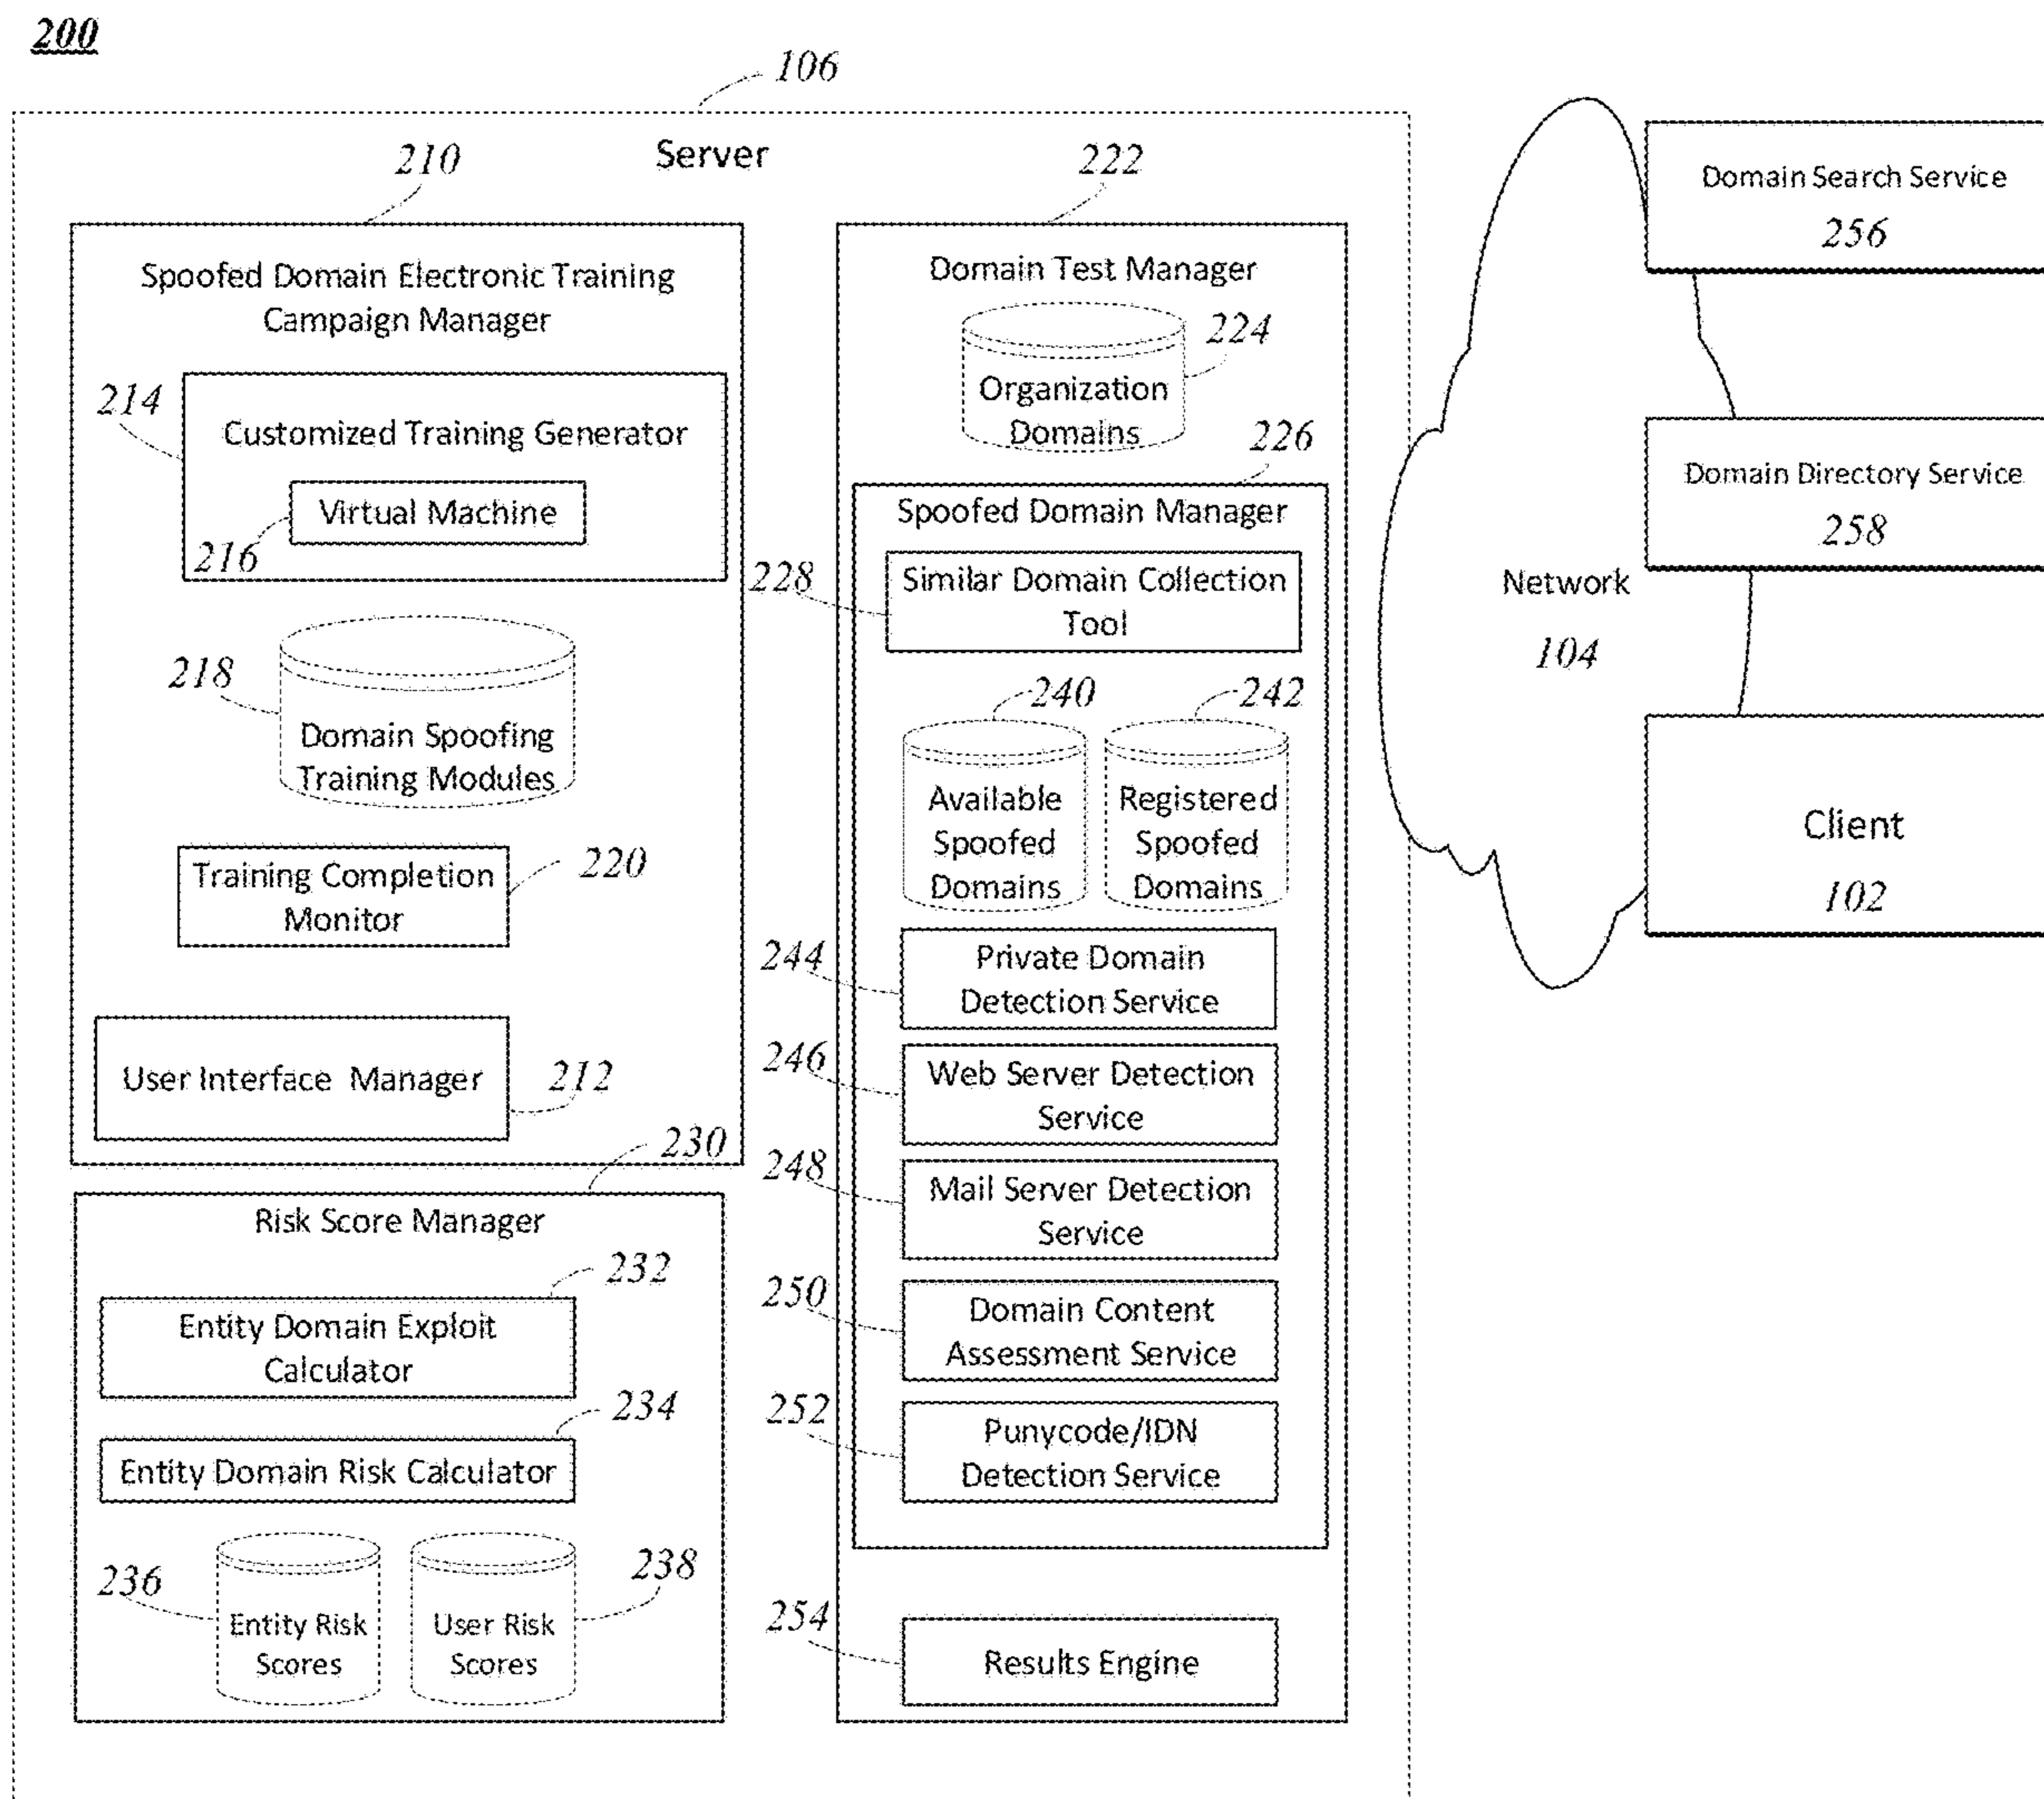 200
106
Server
210
Spoofed Domain Electronic Training
Campaign Manager
214
Customized Training Generator
Virtual Machine
216
218
Domain Spoofing
Training Modules
Training Completion
Monitor
220
User Interface Manager
212
230
Risk Score Manager
232
Entity Domain Exploit
Calculator
234
Entity Domain Risk Calculator
236
Entity Risk
Scores
User Risk
Scores
238
222
Domain Test Manager
224
Organization
Domains
226
Spoofed Domain Manager
228
Similar Domain Collection
Tool
240
Available
Spoofed
Domains
242
Registered
Spoofed
Domains
244
Private Domain
Detection Service
246
Web Server Detection
Service
248
Mail Server Detection
Service
250
Domain Content
Assessment Service
252
Punycode/IDN
Detection Service
254
Results Engine
Network
104
Domain Search Service
256
Domain Directory Service
258
Client
102